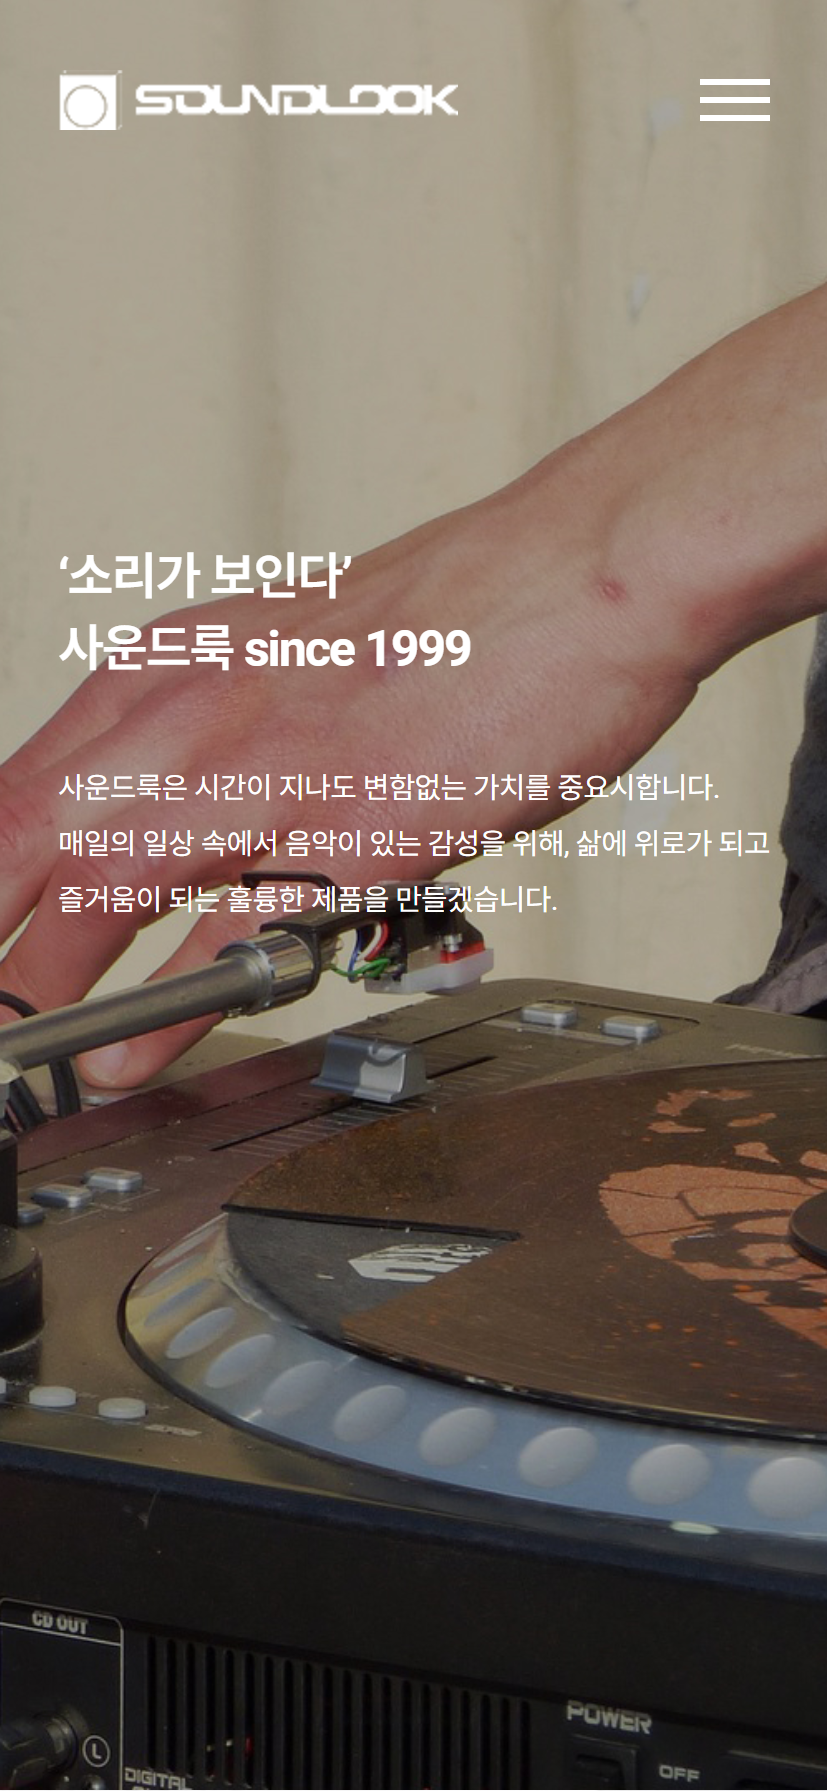 SOUNDLOOK
‘소리가 보인다’
사운드룩 since 1999
사운드룩은 시간이 지나도 변함없는 가치를 중요시합니다.
매일의 일상 속에서 음악이 있는 감성을 위해, 삶에 위로가 되고
즐거움이 되는 훌륭한 제품을 만들겠습니다.
CD OUT
L
POWER
OFF
DIGITAL